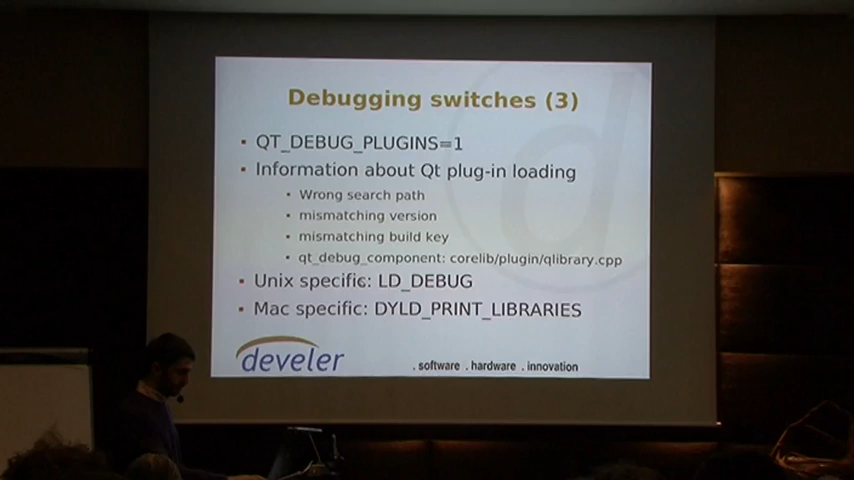 Debugging switches (3)
QT_DEBUG_PLUGINS=1
Information about Qt plug-in loading
Wrong search path
mismatching version
mismatching build key
qt_debug_component: corelib/plugin/qlibrary.cpp
Unix specific: LD_DEBUG
Mac specific: DYLD_PRINT_LIBRARIES
develer
. software . hardware . innovation